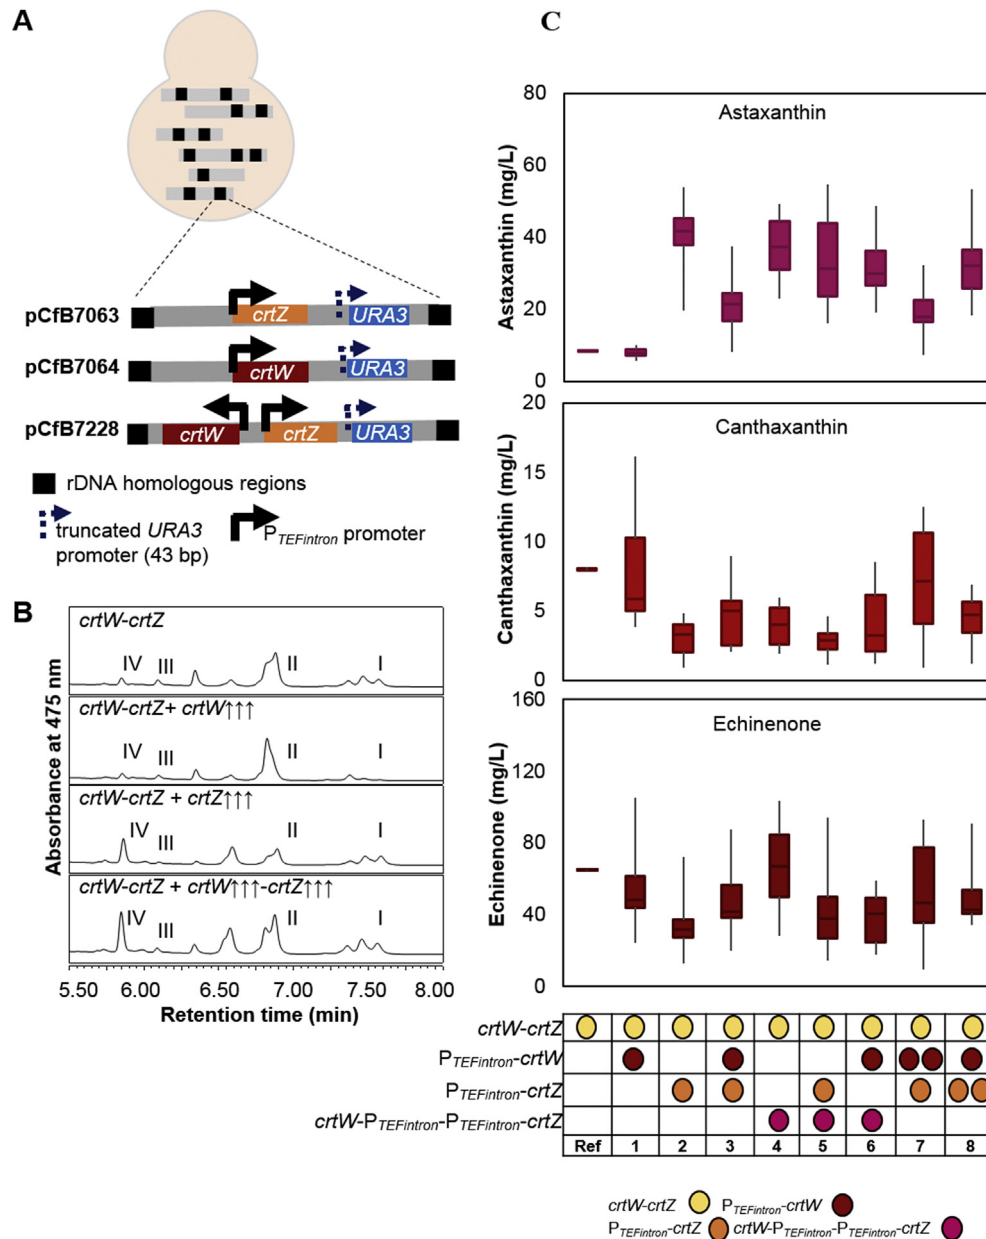 A
pCfB7063
crtZ
URA3
pCfB7064
crtW
URA3
pCfB7228
crtW
crtZ
URA3
rDNA homologous regions
truncated URA3
promoter (43 bp)
PTEFintron promoter
B
Absorbance at 475 nm
crtW-crtZ
IV III II I
crtW-crtZ+ crtW↑↑↑
IV III II I
crtW-crtZ + crtZ↑↑↑
IV III II I
crtW-crtZ + crtW↑↑↑-crtZ↑↑↑
IV III II I
5.50 6.00 6.50 7.00 7.50 8.00
Retention time (min)
C
Astaxanthin
Astaxanthin (mg/L)
80
60
40
20
0
Canthaxanthin
Canthaxanthin (mg/L)
20
15
10
5
0
Echinenone
Echinenone (mg/L)
160
120
80
40
0
crtW-crtZ
PTEFintron-crtW
PTEFintron-crtZ
crtW-PTEFintron-PTEFintron-crtZ
Ref 1 2 3 4 5 6 7 8
crtW-crtZ PTEFintron-crtW
PTEFintron-crtZ crtW-PTEFintron-PTEFintron-crtZ